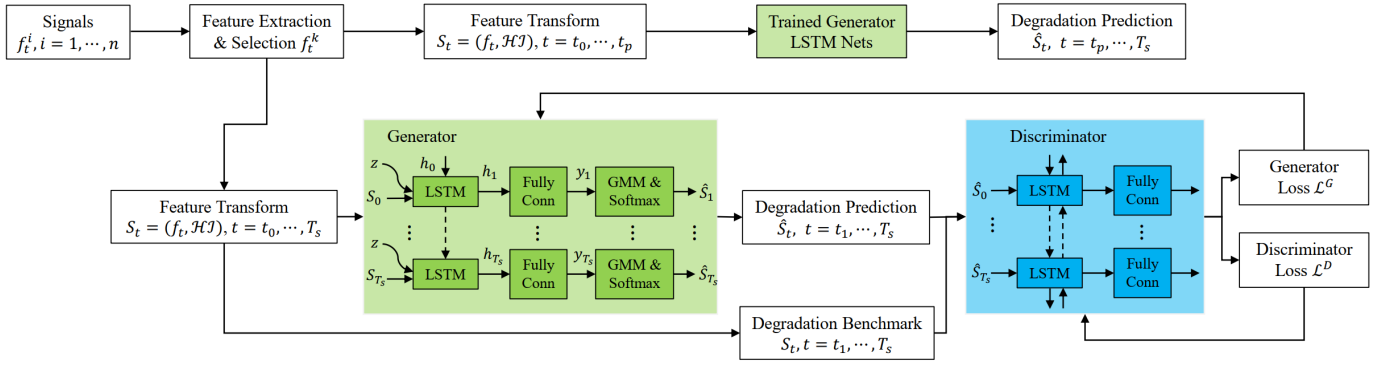 Signals
f_t^i, i = 1, ⋯, n
Feature Extraction
& Selection f_t^k
Feature Transform
S_t = (f_t, ℋℐ), t = t_0, ⋯, t_p
Trained Generator
LSTM Nets
Degradation Prediction
Ŝ_t, t = t_p, ⋯, T_s
Feature Transform
S_t = (f_t, ℋℐ), t = t_0, ⋯, T_s
Generator
z
h_0
S_0
LSTM
h_1
Fully
Conn
y_1
GMM &
Softmax
Ŝ_1
⋮ ⋮ ⋮ ⋮
z
S_{T_s}
LSTM
h_{T_s}
Fully
Conn
y_{T_s}
GMM &
Softmax
Ŝ_{T_s}
Degradation Prediction
Ŝ_t, t = t_1, ⋯, T_s
Degradation Benchmark
S_t, t = t_1, ⋯, T_s
Discriminator
Ŝ_0
LSTM
Fully
Conn
⋮ ⋮
Ŝ_{T_s}
LSTM
Fully
Conn
Generator
Loss ℒ^G
Discriminator
Loss ℒ^D